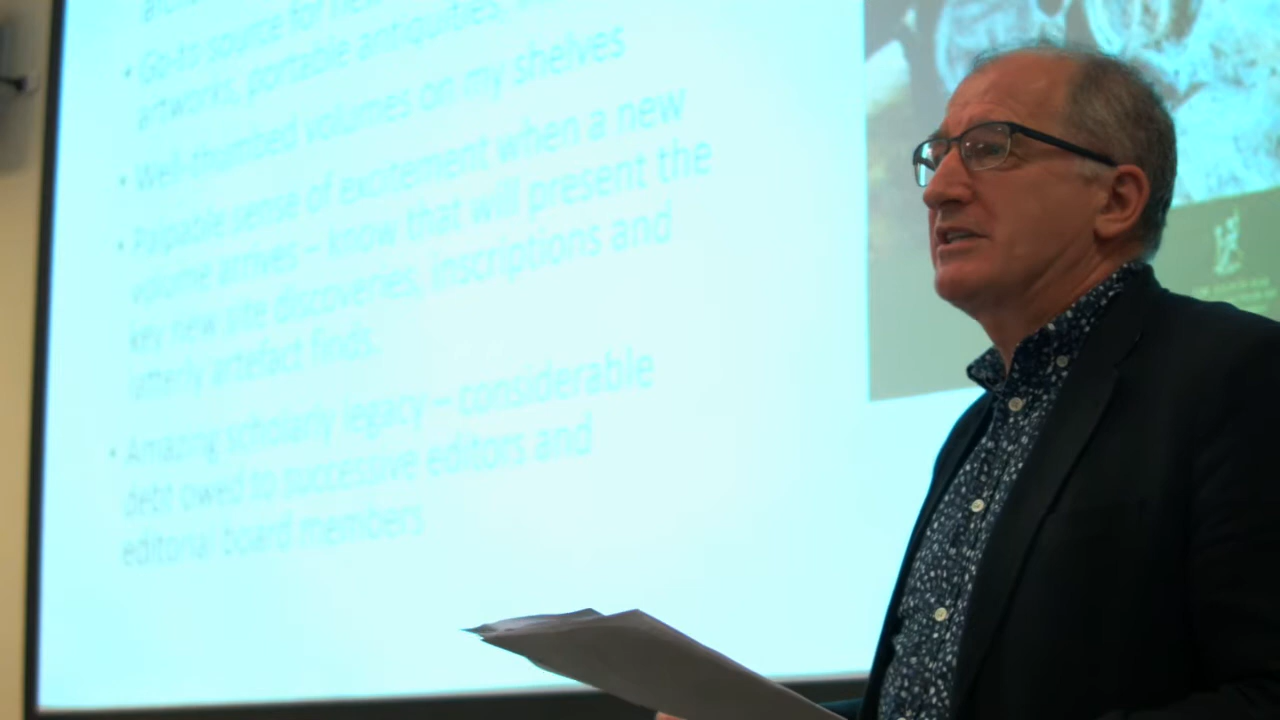 • Go-to source for new
artworks, portable antiquities,
• Well-thumbed volumes on my shelves
• Palpable sense of excitement when a new
volume arrives – know that will present the
key new site discoveries, inscriptions and
latterly artefact finds.
• Amazing scholarly legacy – considerable
debt owed to successive editors and
editorial board members